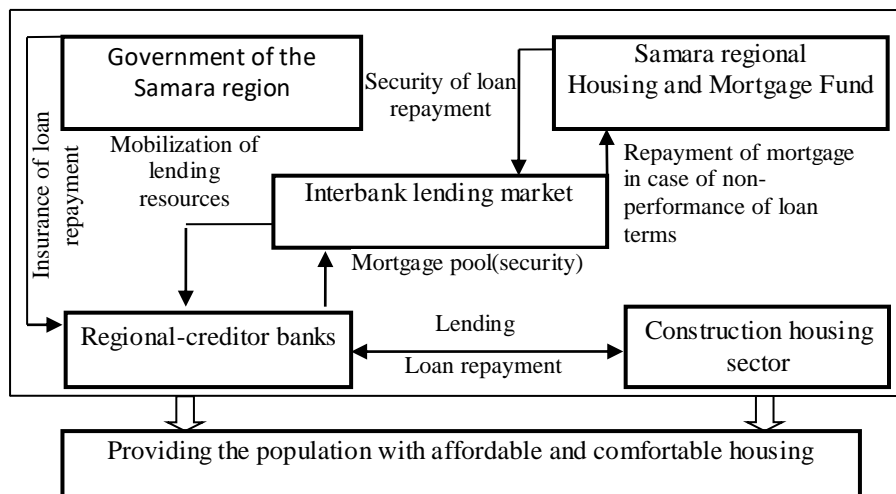 Government of the
Samara region
Samara regional
Housing and Mortgage Fund
Security of loan
repayment
Insurance of loan
repayment
Mobilization of
lending
resources
Interbank lending market
Repayment of mortgage
in case of non-
performance of loan
terms
Mortgage pool(security)
Regional-creditor banks
Lending
Loan repayment
Construction housing
sector
Providing the population with affordable and comfortable housing